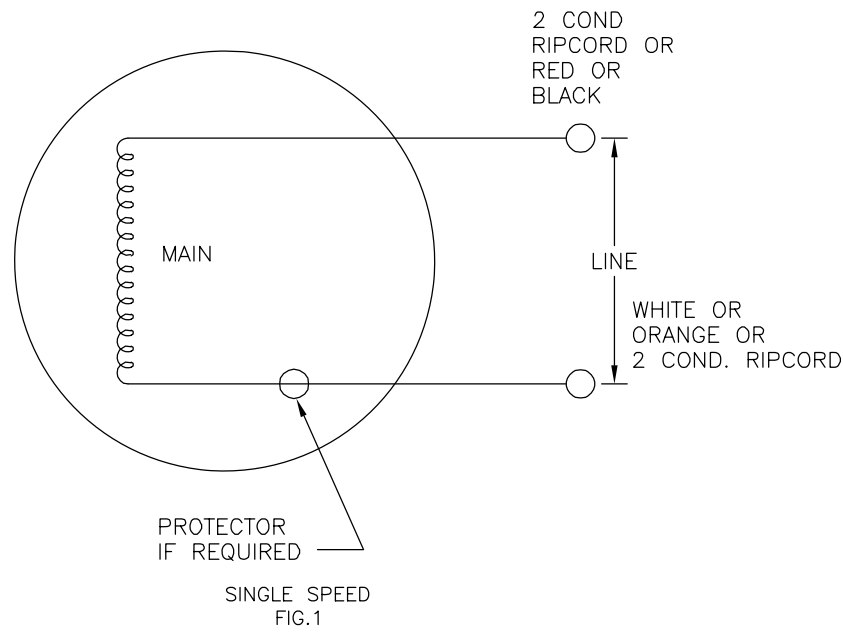 2 COND
RIPCORD OR
RED OR
BLACK
MAIN
LINE
WHITE OR
ORANGE OR
2 COND. RIPCORD
PROTECTOR
IF REQUIRED
SINGLE SPEED
FIG.1